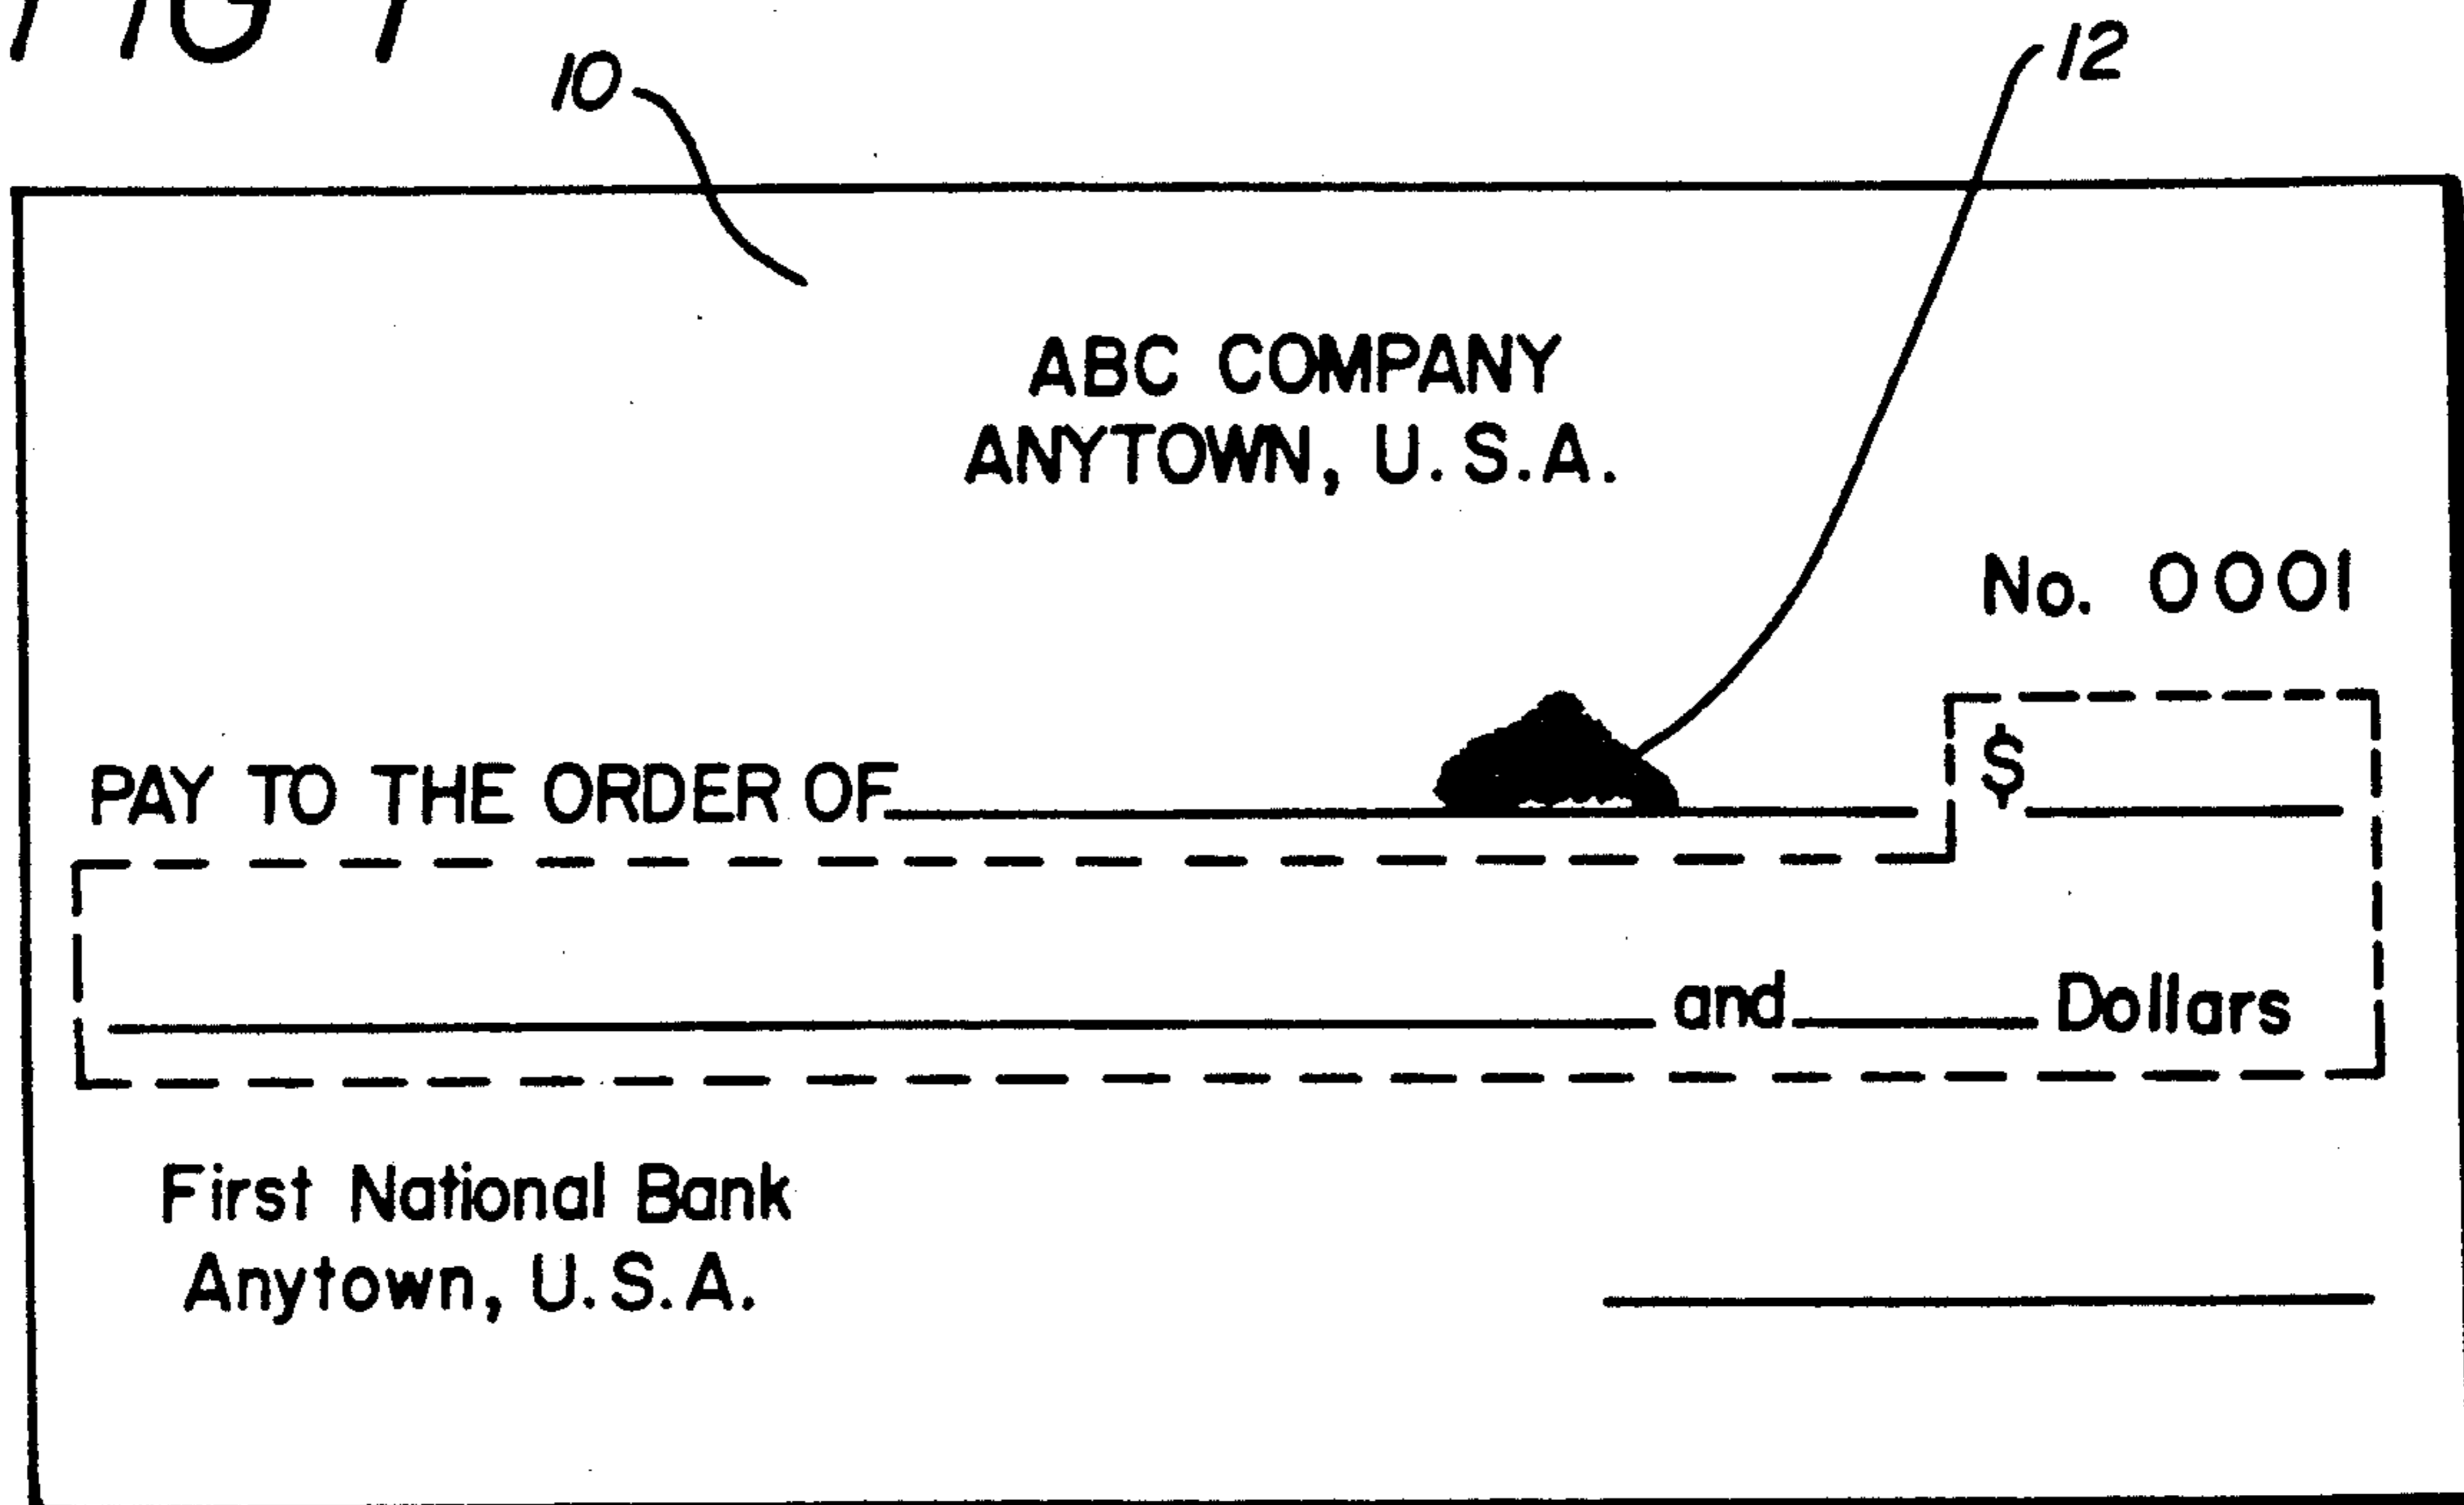 FIG 1
10
12
ABC COMPANY
ANYTOWN, U.S.A.
No. 0001
PAY TO THE ORDER OF
$
and Dollars
First National Bank
Anytown, U.S.A.